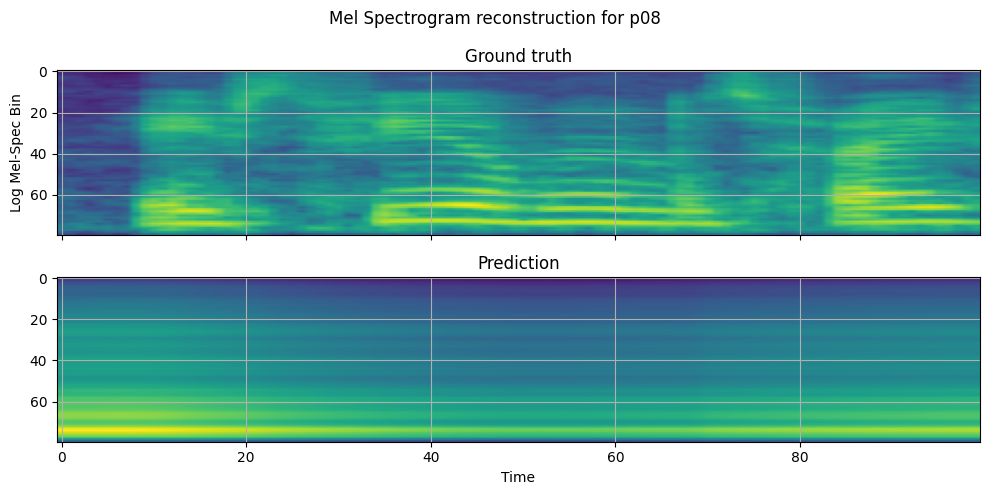 Mel Spectrogram reconstruction for p08
Ground truth
Log Mel-Spec Bin
0
20
40
60
Prediction
0
20
40
60
0 20 40 60 80
Time